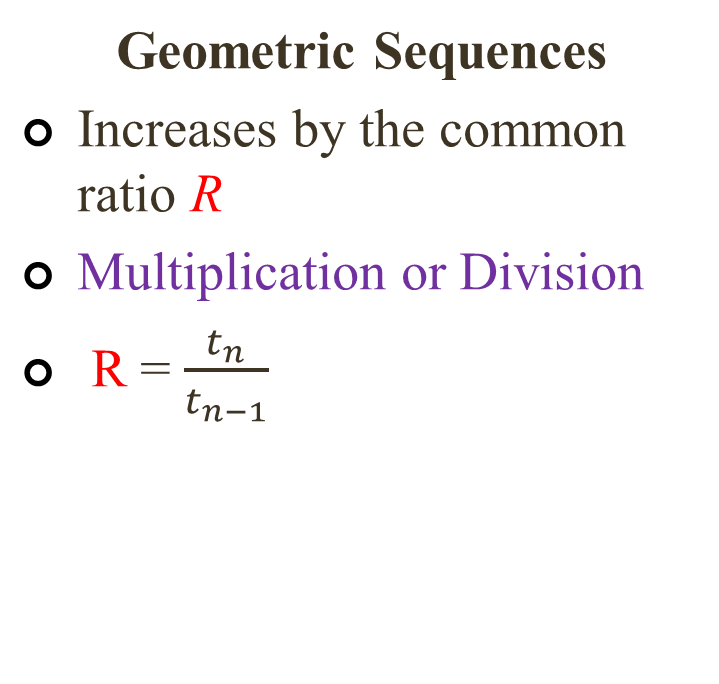 Geometric Sequences
Increases by the common
ratio R
Multiplication or Division
R = tₙ / tₙ₋₁